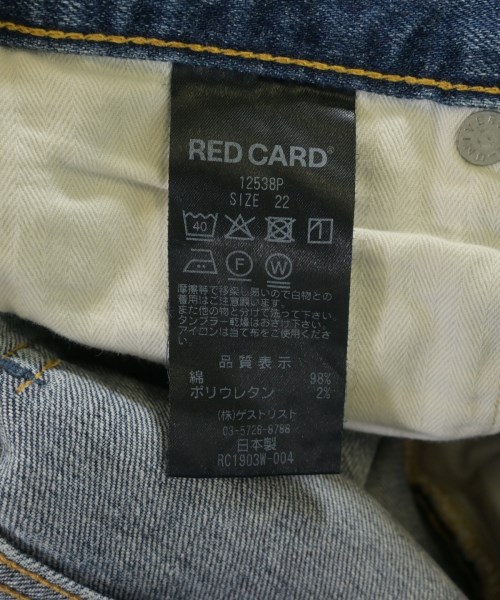 RED CARD®
12538P
SIZE 22
40
F W
摩擦等で移染し易いので白物との
着用はご注意願います。
また他の物と分けて洗って下さい。
タンブラー乾燥はおさけ下さい。
アイロンは当て布をご使用くださ
い。
品質表示
綿 98%
ポリウレタン 2%
(株)ゲストリスト
03-5728-8788
日本製
RC1903W-004